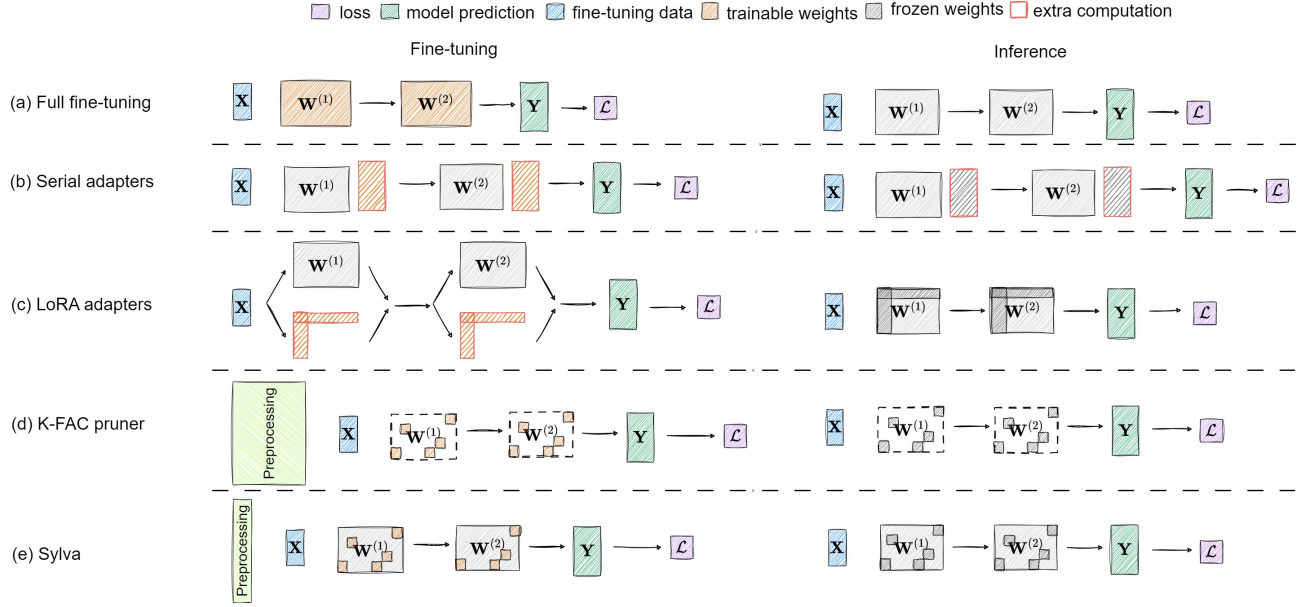 loss model prediction fine-tuning data trainable weights frozen weights extra computation
Fine-tuning Inference
(a) Full fine-tuning X W(1) W(2) Y L X W(1) W(2) Y L
(b) Serial adapters X W(1) W(2) Y L X W(1) W(2) Y L
(c) LoRA adapters X W(1) W(2) Y L X W(1) W(2) Y L
(d) K-FAC pruner Preprocessing X W(1) W(2) Y L X W(1) W(2) Y L
(e) Sylva Preprocessing X W(1) W(2) Y L X W(1) W(2) Y L